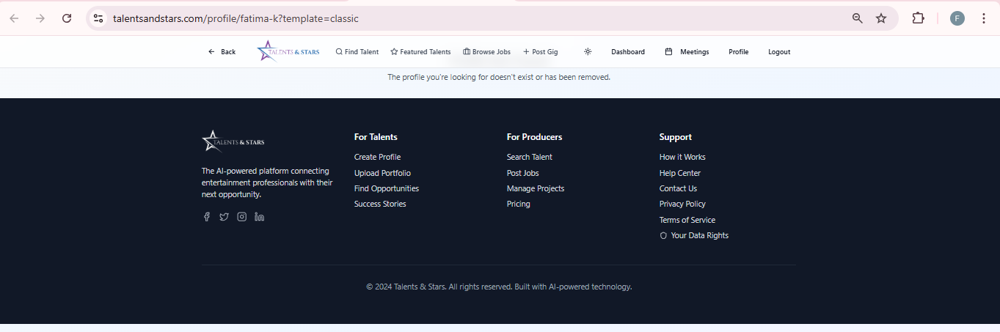 talentsandstars.com/profile/fatima-k?template=classic
F
Back
TALENTS & STARS
Find Talent
Featured Talents
Browse Jobs
Post Gig
Dashboard
Meetings
Profile
Logout
The profile you're looking for doesn't exist or has been removed.
TALENTS & STARS
The AI-powered platform connecting
entertainment professionals with their
next opportunity.
For Talents
Create Profile
Upload Portfolio
Find Opportunities
Success Stories
For Producers
Search Talent
Post Jobs
Manage Projects
Pricing
Support
How it Works
Help Center
Contact Us
Privacy Policy
Terms of Service
Your Data Rights
© 2024 Talents & Stars. All rights reserved. Built with AI-powered technology.